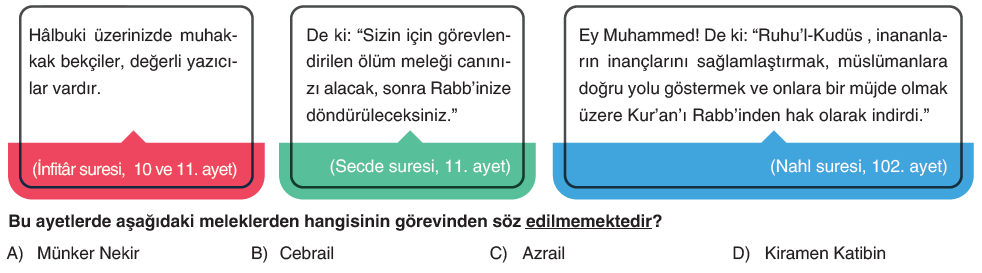 Hâlbuki üzerinizde muhak-
kak bekçiler, değerli yazıcı-
lar vardır.
(İnfitâr suresi, 10 ve 11. ayet)
De ki: “Sizin için görevlen-
dirilen ölüm meleği canını-
zı alacak, sonra Rabb’inize
döndürüleceksiniz.”
(Secde suresi, 11. ayet)
Ey Muhammed! De ki: “Ruhu’l-Kudüs , inananla-
rın inançlarını sağlamlaştırmak, müslümanlara
doğru yolu göstermek ve onlara bir müjde olmak
üzere Kur’an’ı Rabb’inden hak olarak indirdi.”
(Nahl suresi, 102. ayet)
Bu ayetlerde aşağıdaki meleklerden hangisinin görevinden söz edilmemektedir?
A) Münker Nekir B) Cebrail C) Azrail D) Kiramen Katibin